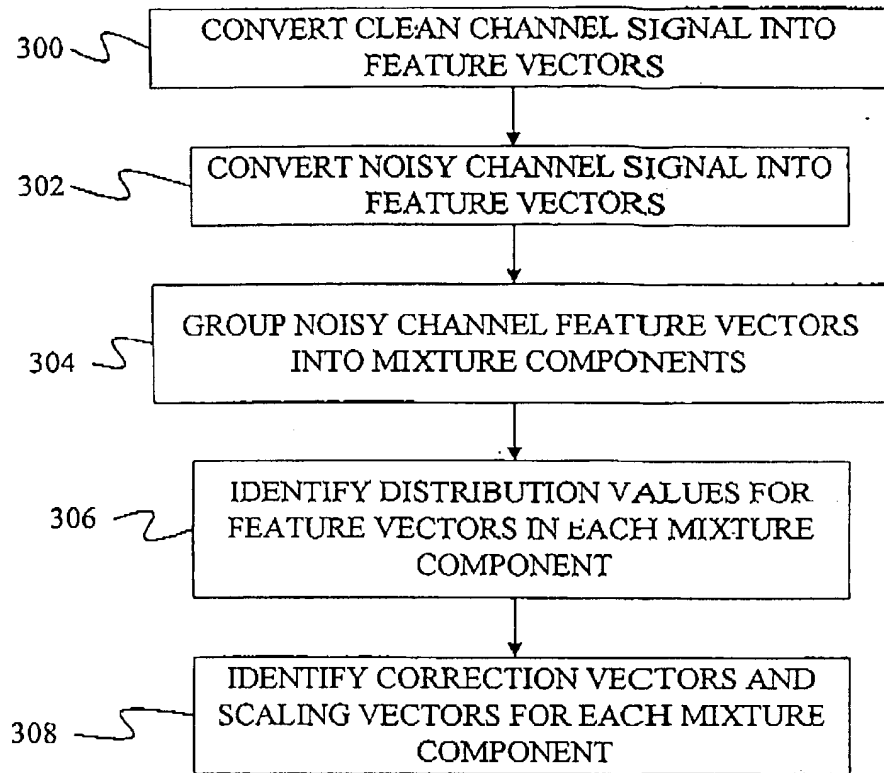 300
CONVERT CLEAN CHANNEL SIGNAL INTO
FEATURE VECTORS
302
CONVERT NOISY CHANNEL SIGNAL INTO
FEATURE VECTORS
304
GROUP NOISY CHANNEL FEATURE VECTORS
INTO MIXTURE COMPONENTS
306
IDENTIFY DISTRIBUTION VALUES FOR
FEATURE VECTORS IN EACH MIXTURE
COMPONENT
308
IDENTIFY CORRECTION VECTORS AND
SCALING VECTORS FOR EACH MIXTURE
COMPONENT